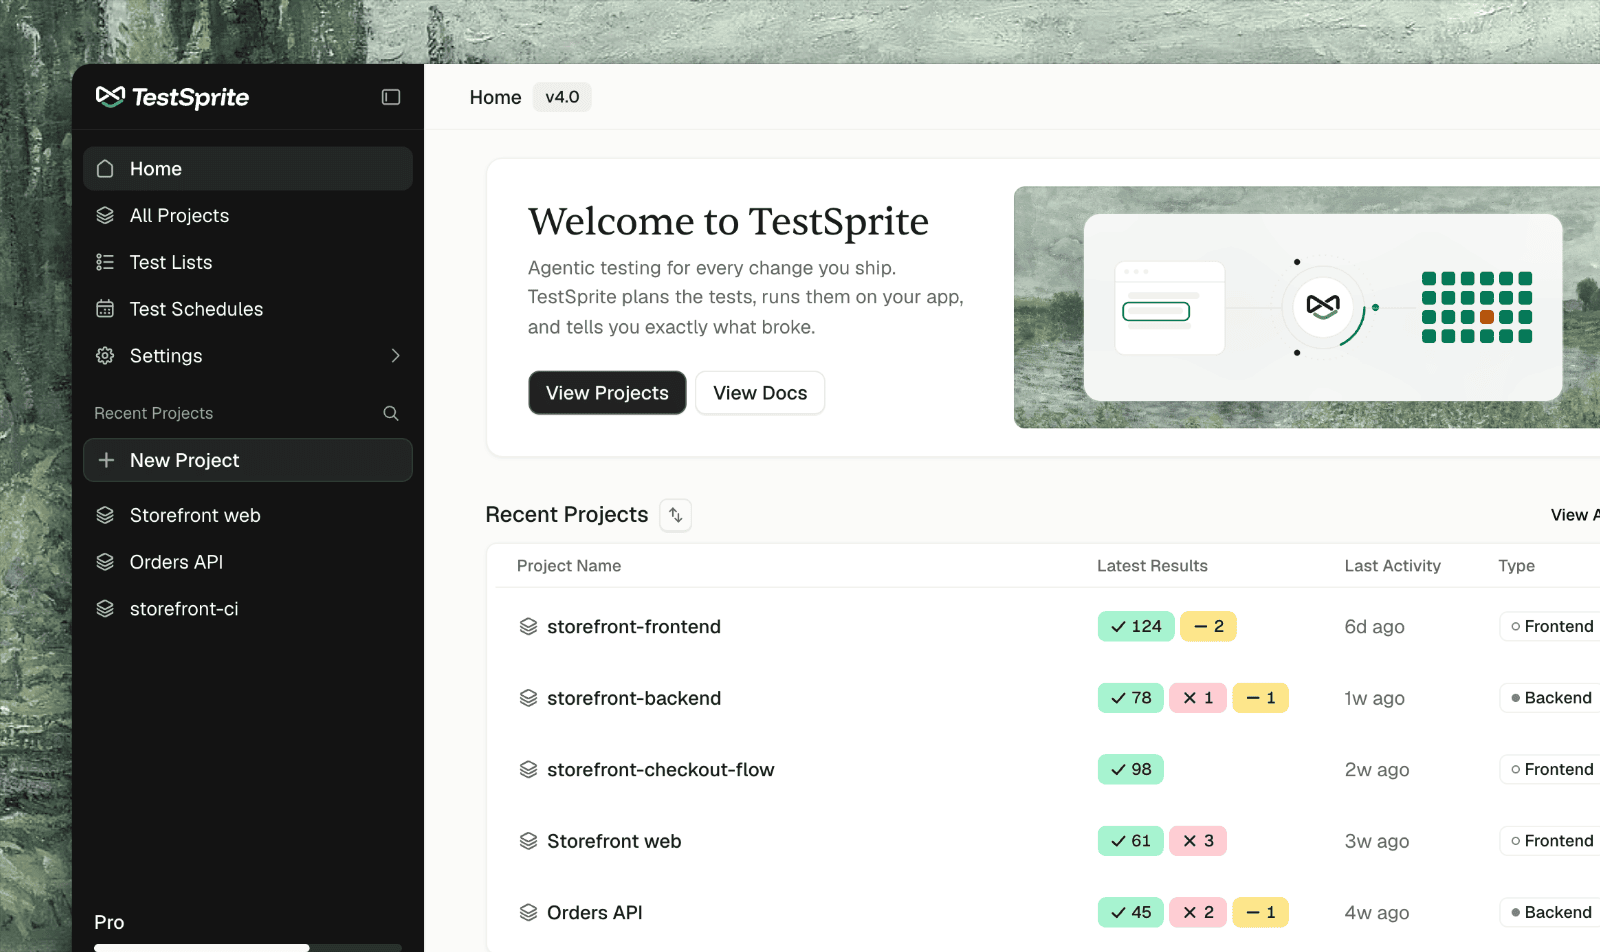 TestSprite
Home
All Projects
Test Lists
Test Schedules
Settings
Recent Projects
New Project
Storefront web
Orders API
storefront-ci
Pro
Home v4.0
Welcome to TestSprite
Agentic testing for every change you ship.
TestSprite plans the tests, runs them on your app,
and tells you exactly what broke.
View Projects View Docs
Recent Projects
View A
Project Name Latest Results Last Activity Type
storefront-frontend 124 2 6d ago Frontend
storefront-backend 78 1 1 1w ago Backend
storefront-checkout-flow 98 2w ago Frontend
Storefront web 61 3 3w ago Frontend
Orders API 45 2 1 4w ago Backend